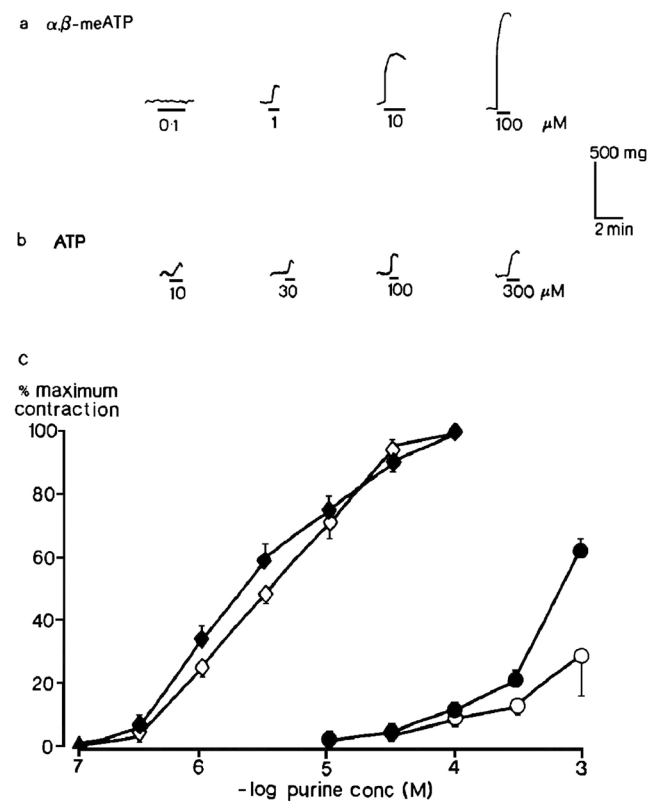 a α,β-meATP
0·1 1 10 100 μM
500 mg
2 min
b ATP
10 30 100 300 μM
c
% maximum
contraction
100
80
60
40
20
0
7 6 5 4 3
-log purine conc (M)